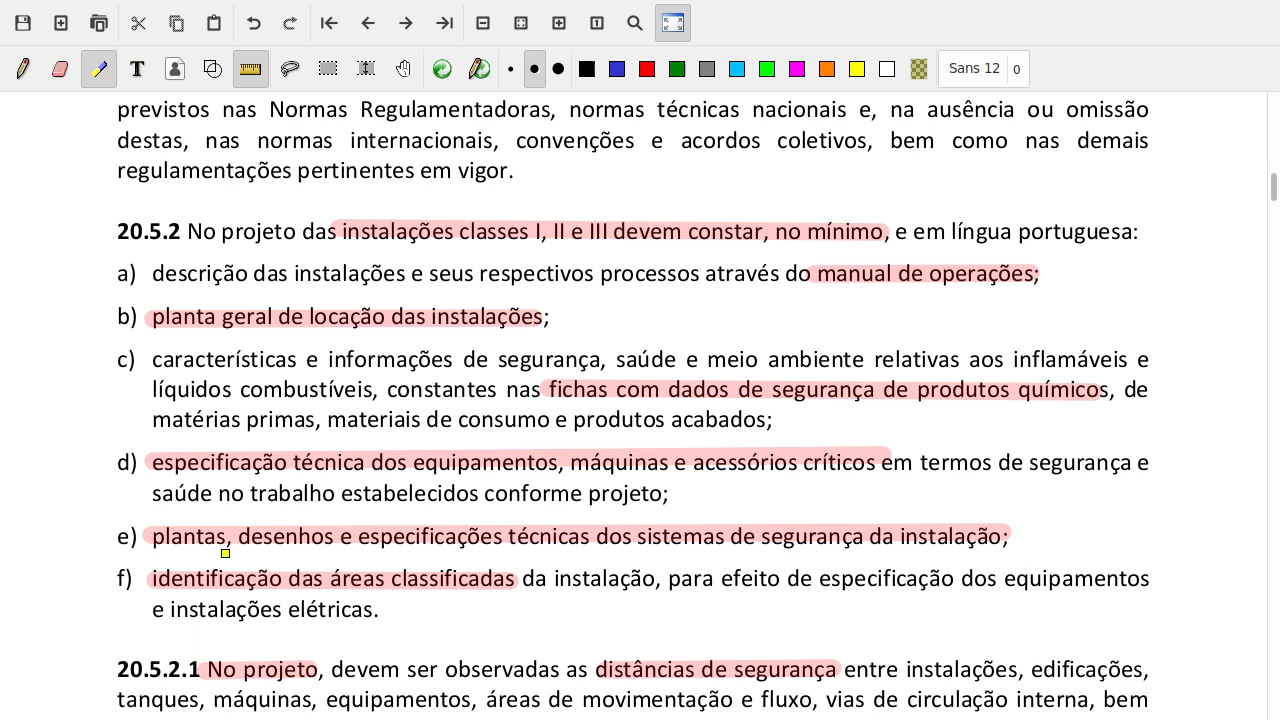 Sans 12 0
previstos nas Normas Regulamentadoras, normas técnicas nacionais e, na ausência ou omissão
destas, nas normas internacionais, convenções e acordos coletivos, bem como nas demais
regulamentações pertinentes em vigor.
20.5.2 No projeto das instalações classes I, II e III devem constar, no mínimo, e em língua portuguesa:
a) descrição das instalações e seus respectivos processos através do manual de operações;
b) planta geral de locação das instalações;
c) características e informações de segurança, saúde e meio ambiente relativas aos inflamáveis e
líquidos combustíveis, constantes nas fichas com dados de segurança de produtos químicos, de
matérias primas, materiais de consumo e produtos acabados;
d) especificação técnica dos equipamentos, máquinas e acessórios críticos em termos de segurança e
saúde no trabalho estabelecidos conforme projeto;
e) plantas, desenhos e especificações técnicas dos sistemas de segurança da instalação;
f) identificação das áreas classificadas da instalação, para efeito de especificação dos equipamentos
e instalações elétricas.
20.5.2.1 No projeto, devem ser observadas as distâncias de segurança entre instalações, edificações,
tanques, máquinas, equipamentos, áreas de movimentação e fluxo, vias de circulação interna, bem